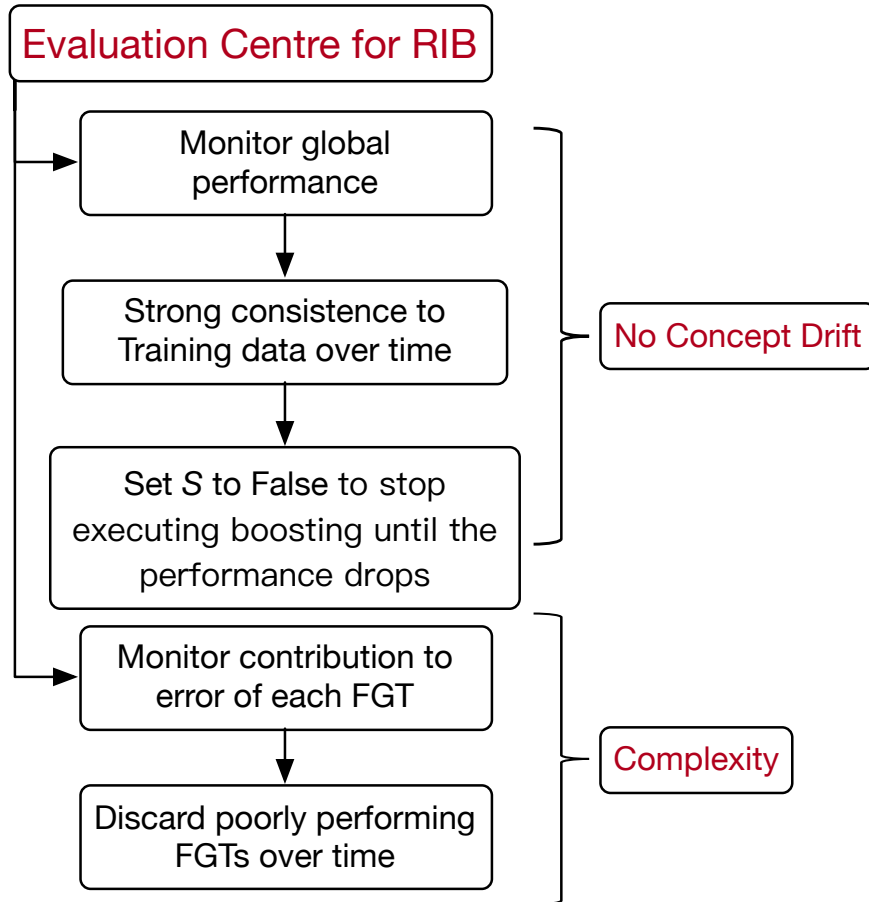 Evaluation Centre for RIB
Monitor global
performance
Strong consistence to
Training data over time
No Concept Drift
Set S to False to stop
executing boosting until the
performance drops
Monitor contribution to
error of each FGT
Complexity
Discard poorly performing
FGTs over time